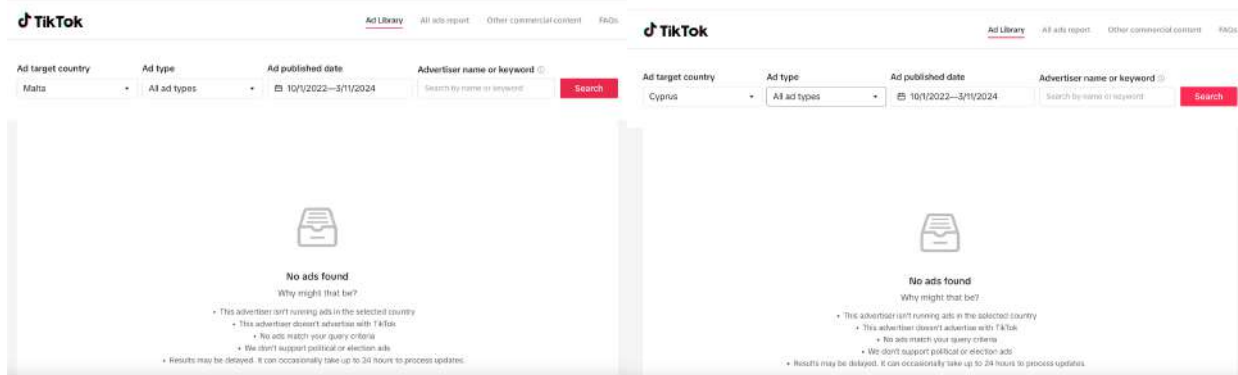 TikTok
Ad Library All ads report Other commercial content FAQs
Ad target country Ad type Ad published date Advertiser name or keyword
Malta All ad types 10/1/2022—3/11/2024 Search by name or keyword Search
No ads found
Why might that be?
• This advertiser isn't running ads in the selected country
• This advertiser doesn't advertise with TikTok
• No ads match your query criteria
• We don't support political or election ads
• Results may be delayed. It can occasionally take up to 24 hours to process updates.
TikTok
Ad Library All ads report Other commercial content FAQs
Ad target country Ad type Ad published date Advertiser name or keyword
Cyprus All ad types 10/1/2022—3/11/2024 Search by name or keyword Search
No ads found
Why might that be?
• This advertiser isn't running ads in the selected country
• This advertiser doesn't advertise with TikTok
• No ads match your query criteria
• We don't support political or election ads
• Results may be delayed. It can occasionally take up to 24 hours to process updates.